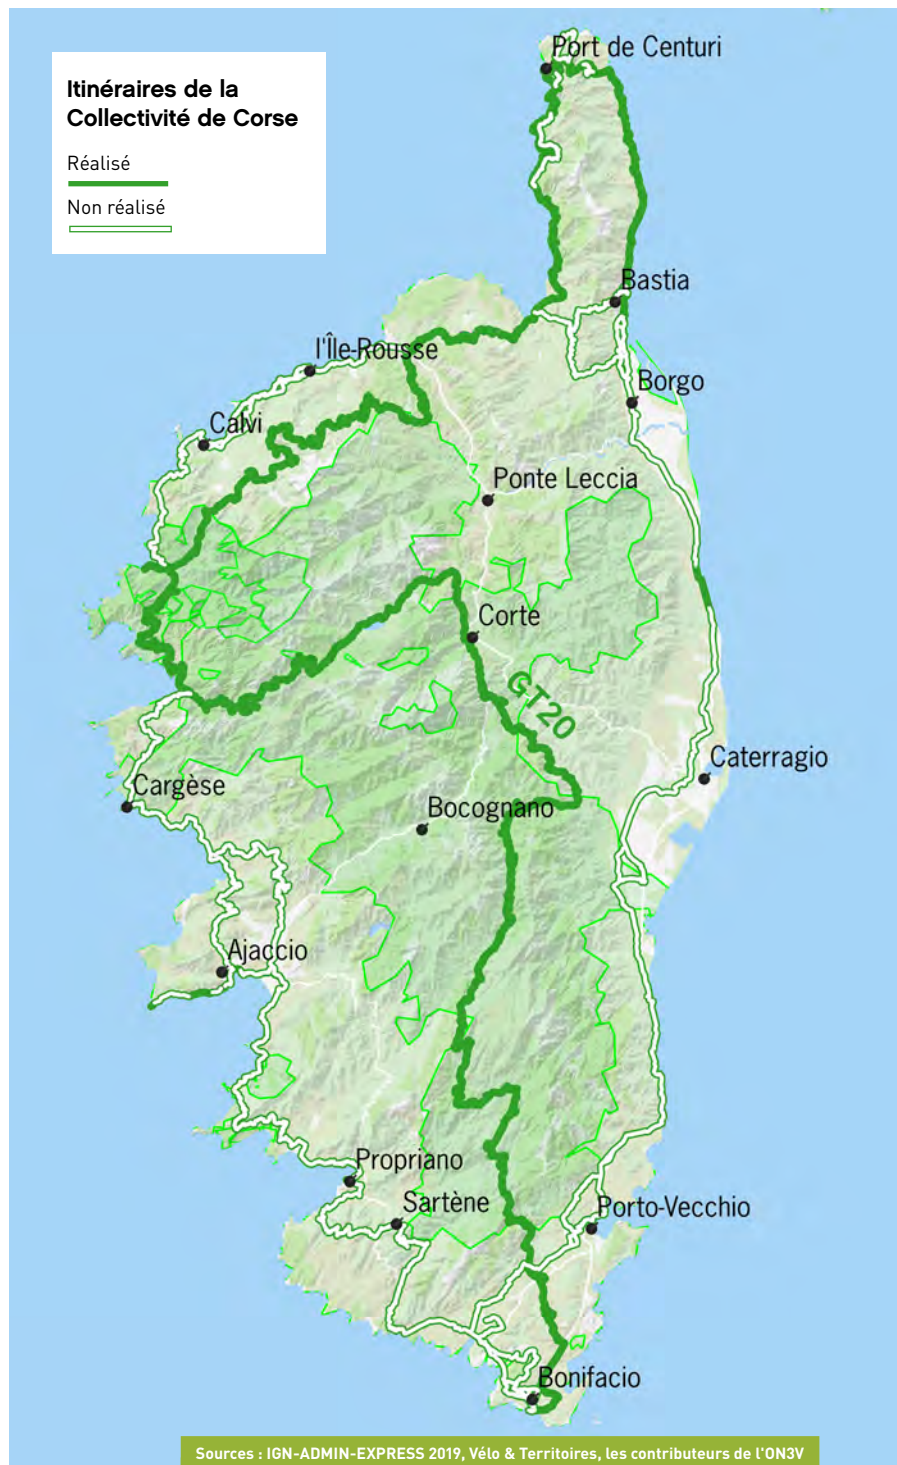 Port de Centuri
Itinéraires de la
Collectivité de Corse
Réalisé
Non réalisé
Bastia
l'Île-Rousse
Borgo
Calvi
Ponte Leccia
Corte
GT20
Caterragio
Cargèse
Bocognano
Ajaccio
Propriano
Sartène
Porto-Vecchio
Bonifacio
Sources : IGN-ADMIN-EXPRESS 2019, Vélo & Territoires, les contributeurs de l'ON3V